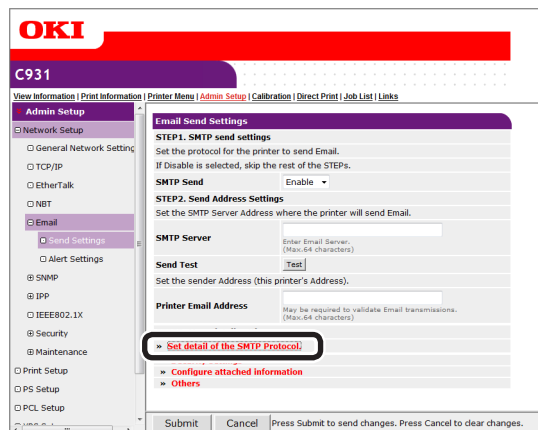 OKI
C931
View Information | Print Information | Printer Menu | Admin Setup | Calibration | Direct Print | Job List | Links
Admin Setup
Network Setup
General Network Setting
TCP/IP
EtherTalk
NBT
Email
Send Settings
Alert Settings
SNMP
IPP
IEEE802.1X
Security
Maintenance
Print Setup
PS Setup
PCL Setup
Email Send Settings
STEP1. SMTP send settings
Set the protocol for the printer to send Email.
If Disable is selected, skip the rest of the STEPs.
SMTP Send Enable
STEP2. Send Address Settings
Set the SMTP Server Address where the printer will send Email.
SMTP Server
Enter Email Server.
(Max.64 characters)
Send Test Test
Set the sender Address (this printer's Address).
Printer Email Address
May be required to validate Email transmissions.
(Max.64 characters)
» Set detail of the SMTP Protocol.
» Configure attached information
» Others
Submit Cancel Press Submit to send changes. Press Cancel to clear changes.